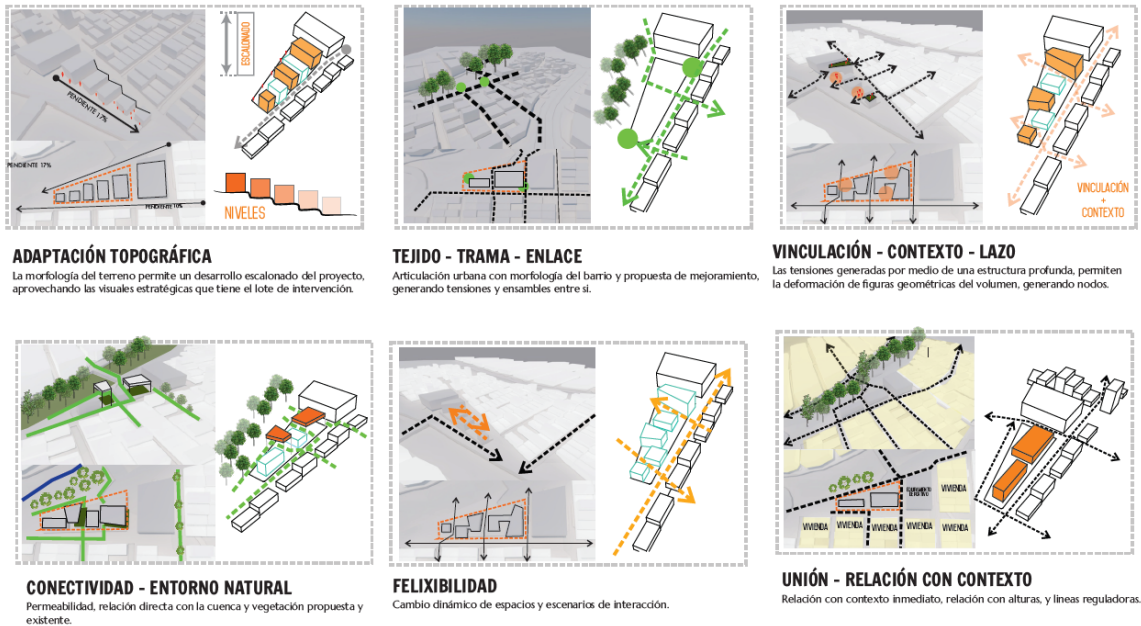 ESCALONADO
PENDIENTE 17%
PENDIENTE 17%
PENDIENTE 10%
NIVELES
ADAPTACIÓN TOPOGRÁFICA
La morfología del terreno permite un desarrollo escalonado del proyecto,
aprovechando las visuales estratégicas que tiene el lote de intervención.
TEJIDO - TRAMA - ENLACE
Articulación urbana con morfología del barrio y propuesta de mejoramiento,
generando tensiones y ensambles entre si.
VINCULACIÓN
+
CONTEXTO
VINCULACIÓN - CONTEXTO - LAZO
Las tensiones generadas por medio de una estructura profunda, permiten
la deformación de figuras geométricas del volumen, generando nodos.
CONECTIVIDAD - ENTORNO NATURAL
Permeabilidad, relación directa con la cuenca y vegetación propuesta y
existente.
FELIXIBILIDAD
Cambio dinámico de espacios y escenarios de interacción.
VIVIENDA
VIVIENDA
VIVIENDA
VIVIENDA
VIVIENDA
VIVIENDA
VIVIENDA
UNIÓN - RELACIÓN CON CONTEXTO
Relación con contexto inmediato, relación con alturas, y lineas reguladoras.